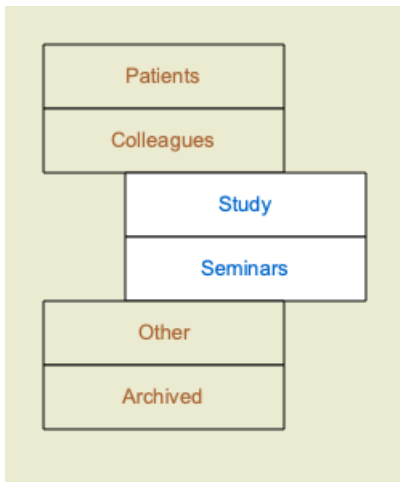 Patients
Colleagues
Study
Seminars
Other
Archived